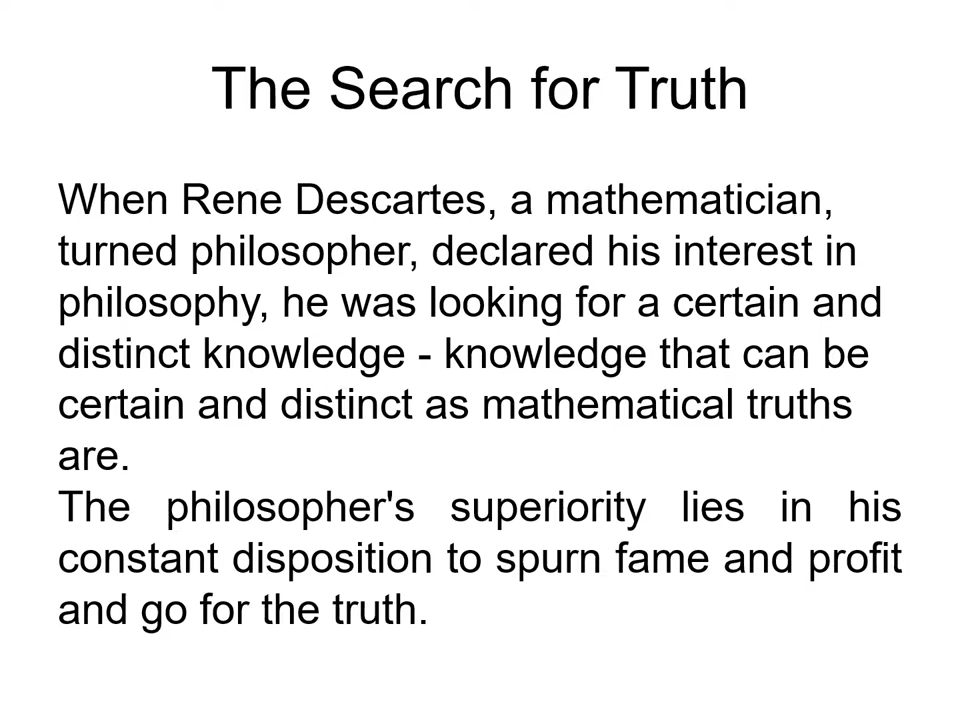 The Search for Truth
When Rene Descartes, a mathematician,
turned philosopher, declared his interest in
philosophy, he was looking for a certain and
distinct knowledge - knowledge that can be
certain and distinct as mathematical truths
are.
The philosopher's superiority lies in his
constant disposition to spurn fame and profit
and go for the truth.